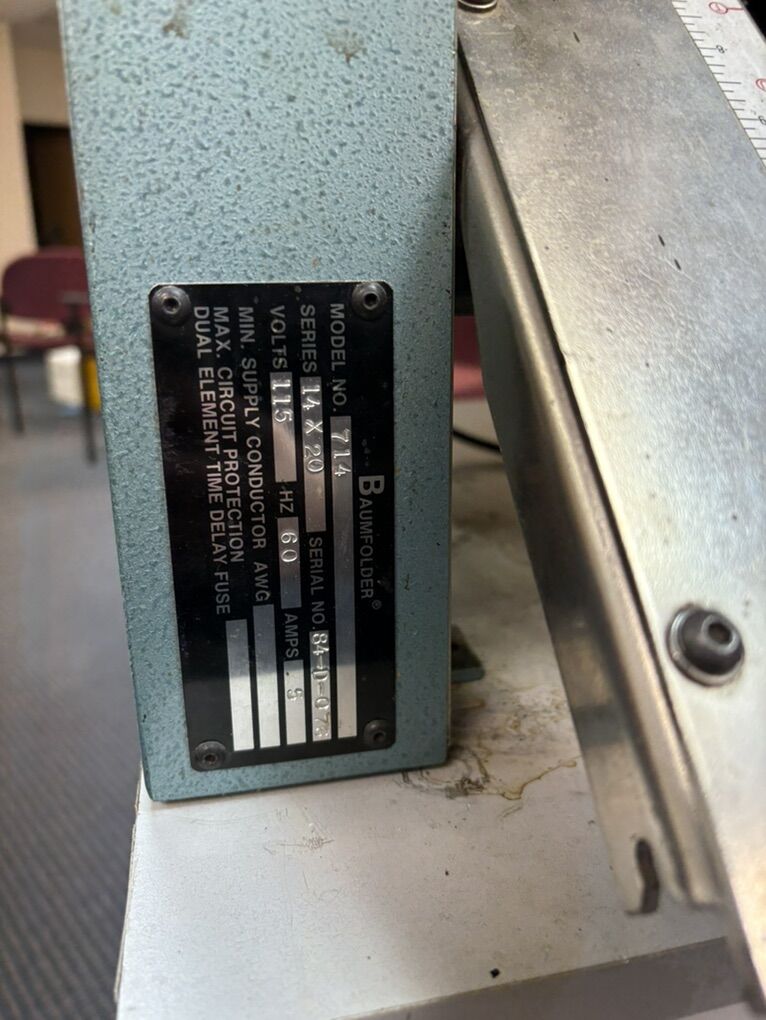 BAUMFOLDER®
MODEL NO. 714
SERIES 14 X 20 SERIAL NO. 84-D-073
VOLTS 115 HZ 60 AMPS .5
MIN. SUPPLY CONDUCTOR AWG
MAX. CIRCUIT PROTECTION
DUAL ELEMENT TIME DELAY FUSE